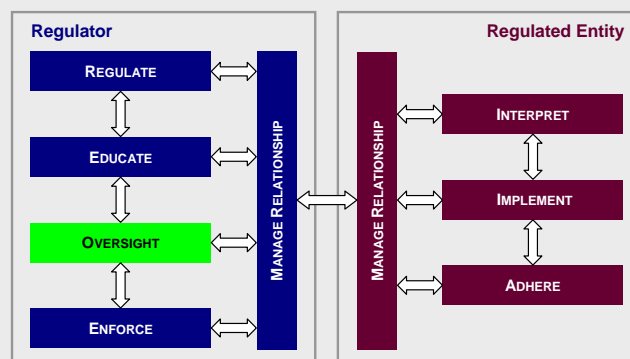 Regulator
REGULATE
EDUCATE
OVERSIGHT
ENFORCE
MANAGE RELATIONSHIP
Regulated Entity
MANAGE RELATIONSHIP
INTERPRET
IMPLEMENT
ADHERE